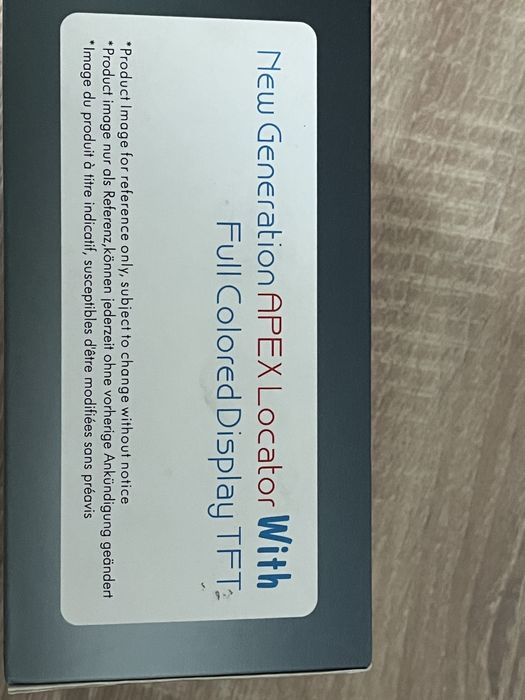 New Generation APEX Locator With
Full Colored Display TFT
*Product Image for reference only, subject to change without notice
*Product image nur als Referenz,können jederzeit ohne vorherige Ankündigung geändert
*Image du produit à titre indicatif, susceptibles d'être modifiées sans préavis